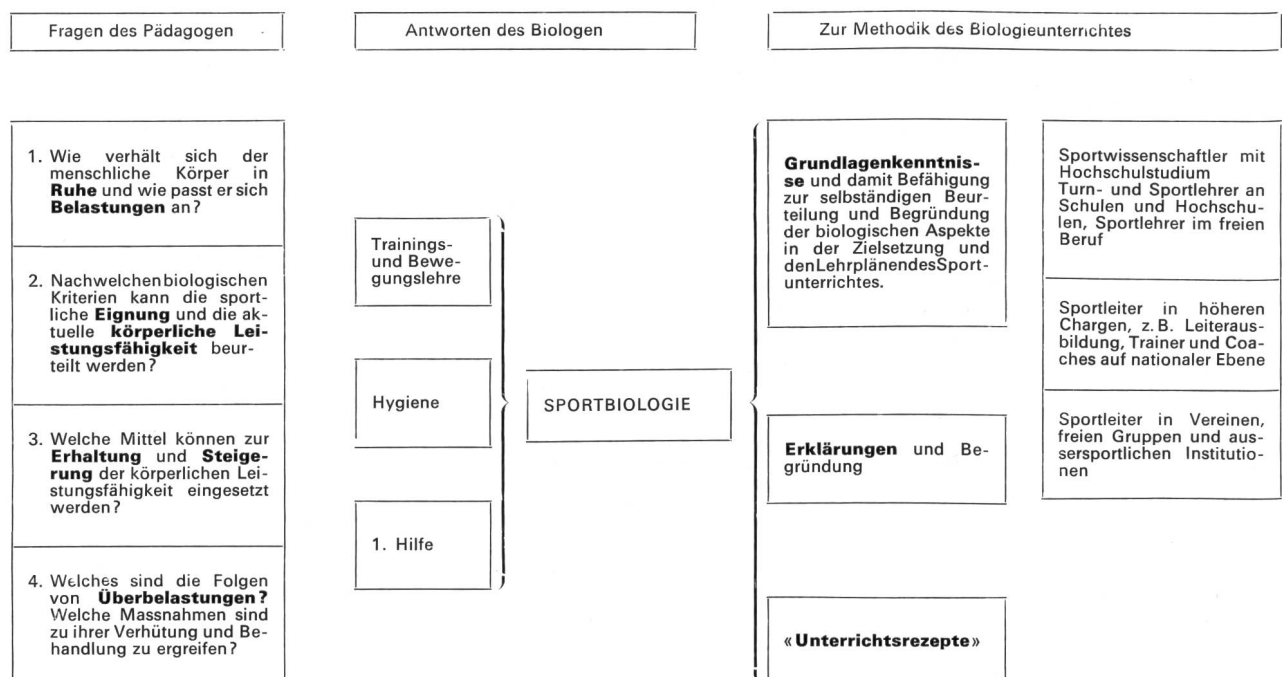 Fragen des Pädagogen
Antworten des Biologen
Zur Methodik des Biologieunterrichtes
1. Wie verhält sich der
menschliche Körper in
Ruhe und wie passt er sich
Belastungen an?
2. Nachwelchenbiologischen
Kriterien kann die sport-
liche Eignung und die ak-
tuelle körperliche Lei-
stungsfähigkeit beur-
teilt werden?
3. Welche Mittel können zur
Erhaltung und Steige-
rung der körperlichen Lei-
stungsfähigkeit eingesetzt
werden?
4. Welches sind die Folgen
von Überbelastungen?
Welche Massnahmen sind
zu ihrer Verhütung und Be-
handlung zu ergreifen?
Trainings-
und Bewe-
gungslehre
Hygiene
1. Hilfe
SPORTBIOLOGIE
Grundlagenkenntnis-
se und damit Befähigung
zur selbständigen Beur-
teilung und Begründung
der biologischen Aspekte
in der Zielsetzung und
denLehrplänendesSport-
unterrichtes.
Erklärungen und Be-
gründung
«Unterrichtsrezepte»
Sportwissenschaftler mit
Hochschulstudium
Turn- und Sportlehrer an
Schulen und Hochschu-
len, Sportlehrer im freien
Beruf
Sportleiter in höheren
Chargen, z.B. Leiteraus-
bildung, Trainer und Coa-
ches auf nationaler Ebene
Sportleiter in Vereinen,
freien Gruppen und aus-
sersportlichen Institutio-
nen